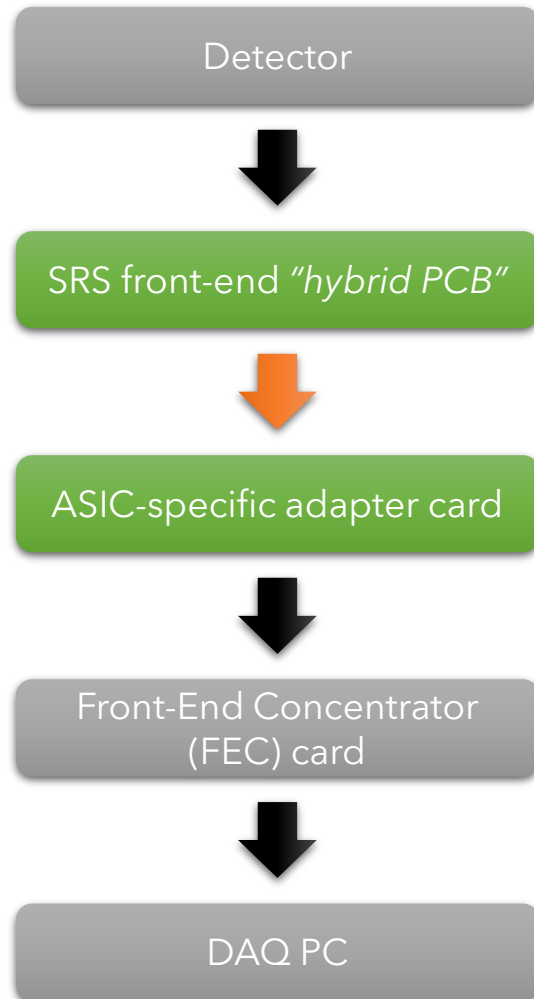 Detector
SRS front-end “hybrid PCB”
ASIC-specific adapter card
Front-End Concentrator
(FEC) card
DAQ PC